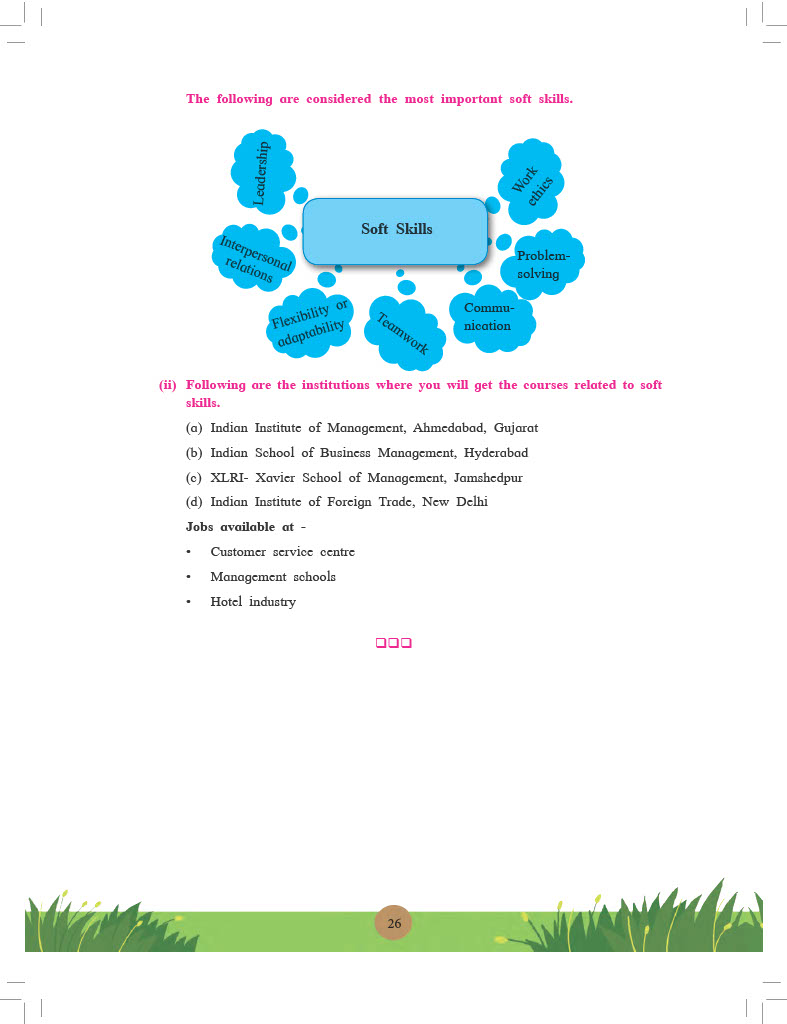 The following are considered the most important soft skills.
Leadership
Work
ethics
Soft Skills
Interpersonal
relations
Problem-
solving
Flexibility or
adaptability
Teamwork
Commu-
nication
(ii) Following are the institutions where you will get the courses related to soft
skills.
(a) Indian Institute of Management, Ahmedabad, Gujarat
(b) Indian School of Business Management, Hyderabad
(c) XLRI- Xavier School of Management, Jamshedpur
(d) Indian Institute of Foreign Trade, New Delhi
Jobs available at -
• Customer service centre
• Management schools
• Hotel industry
❑❑❑
26